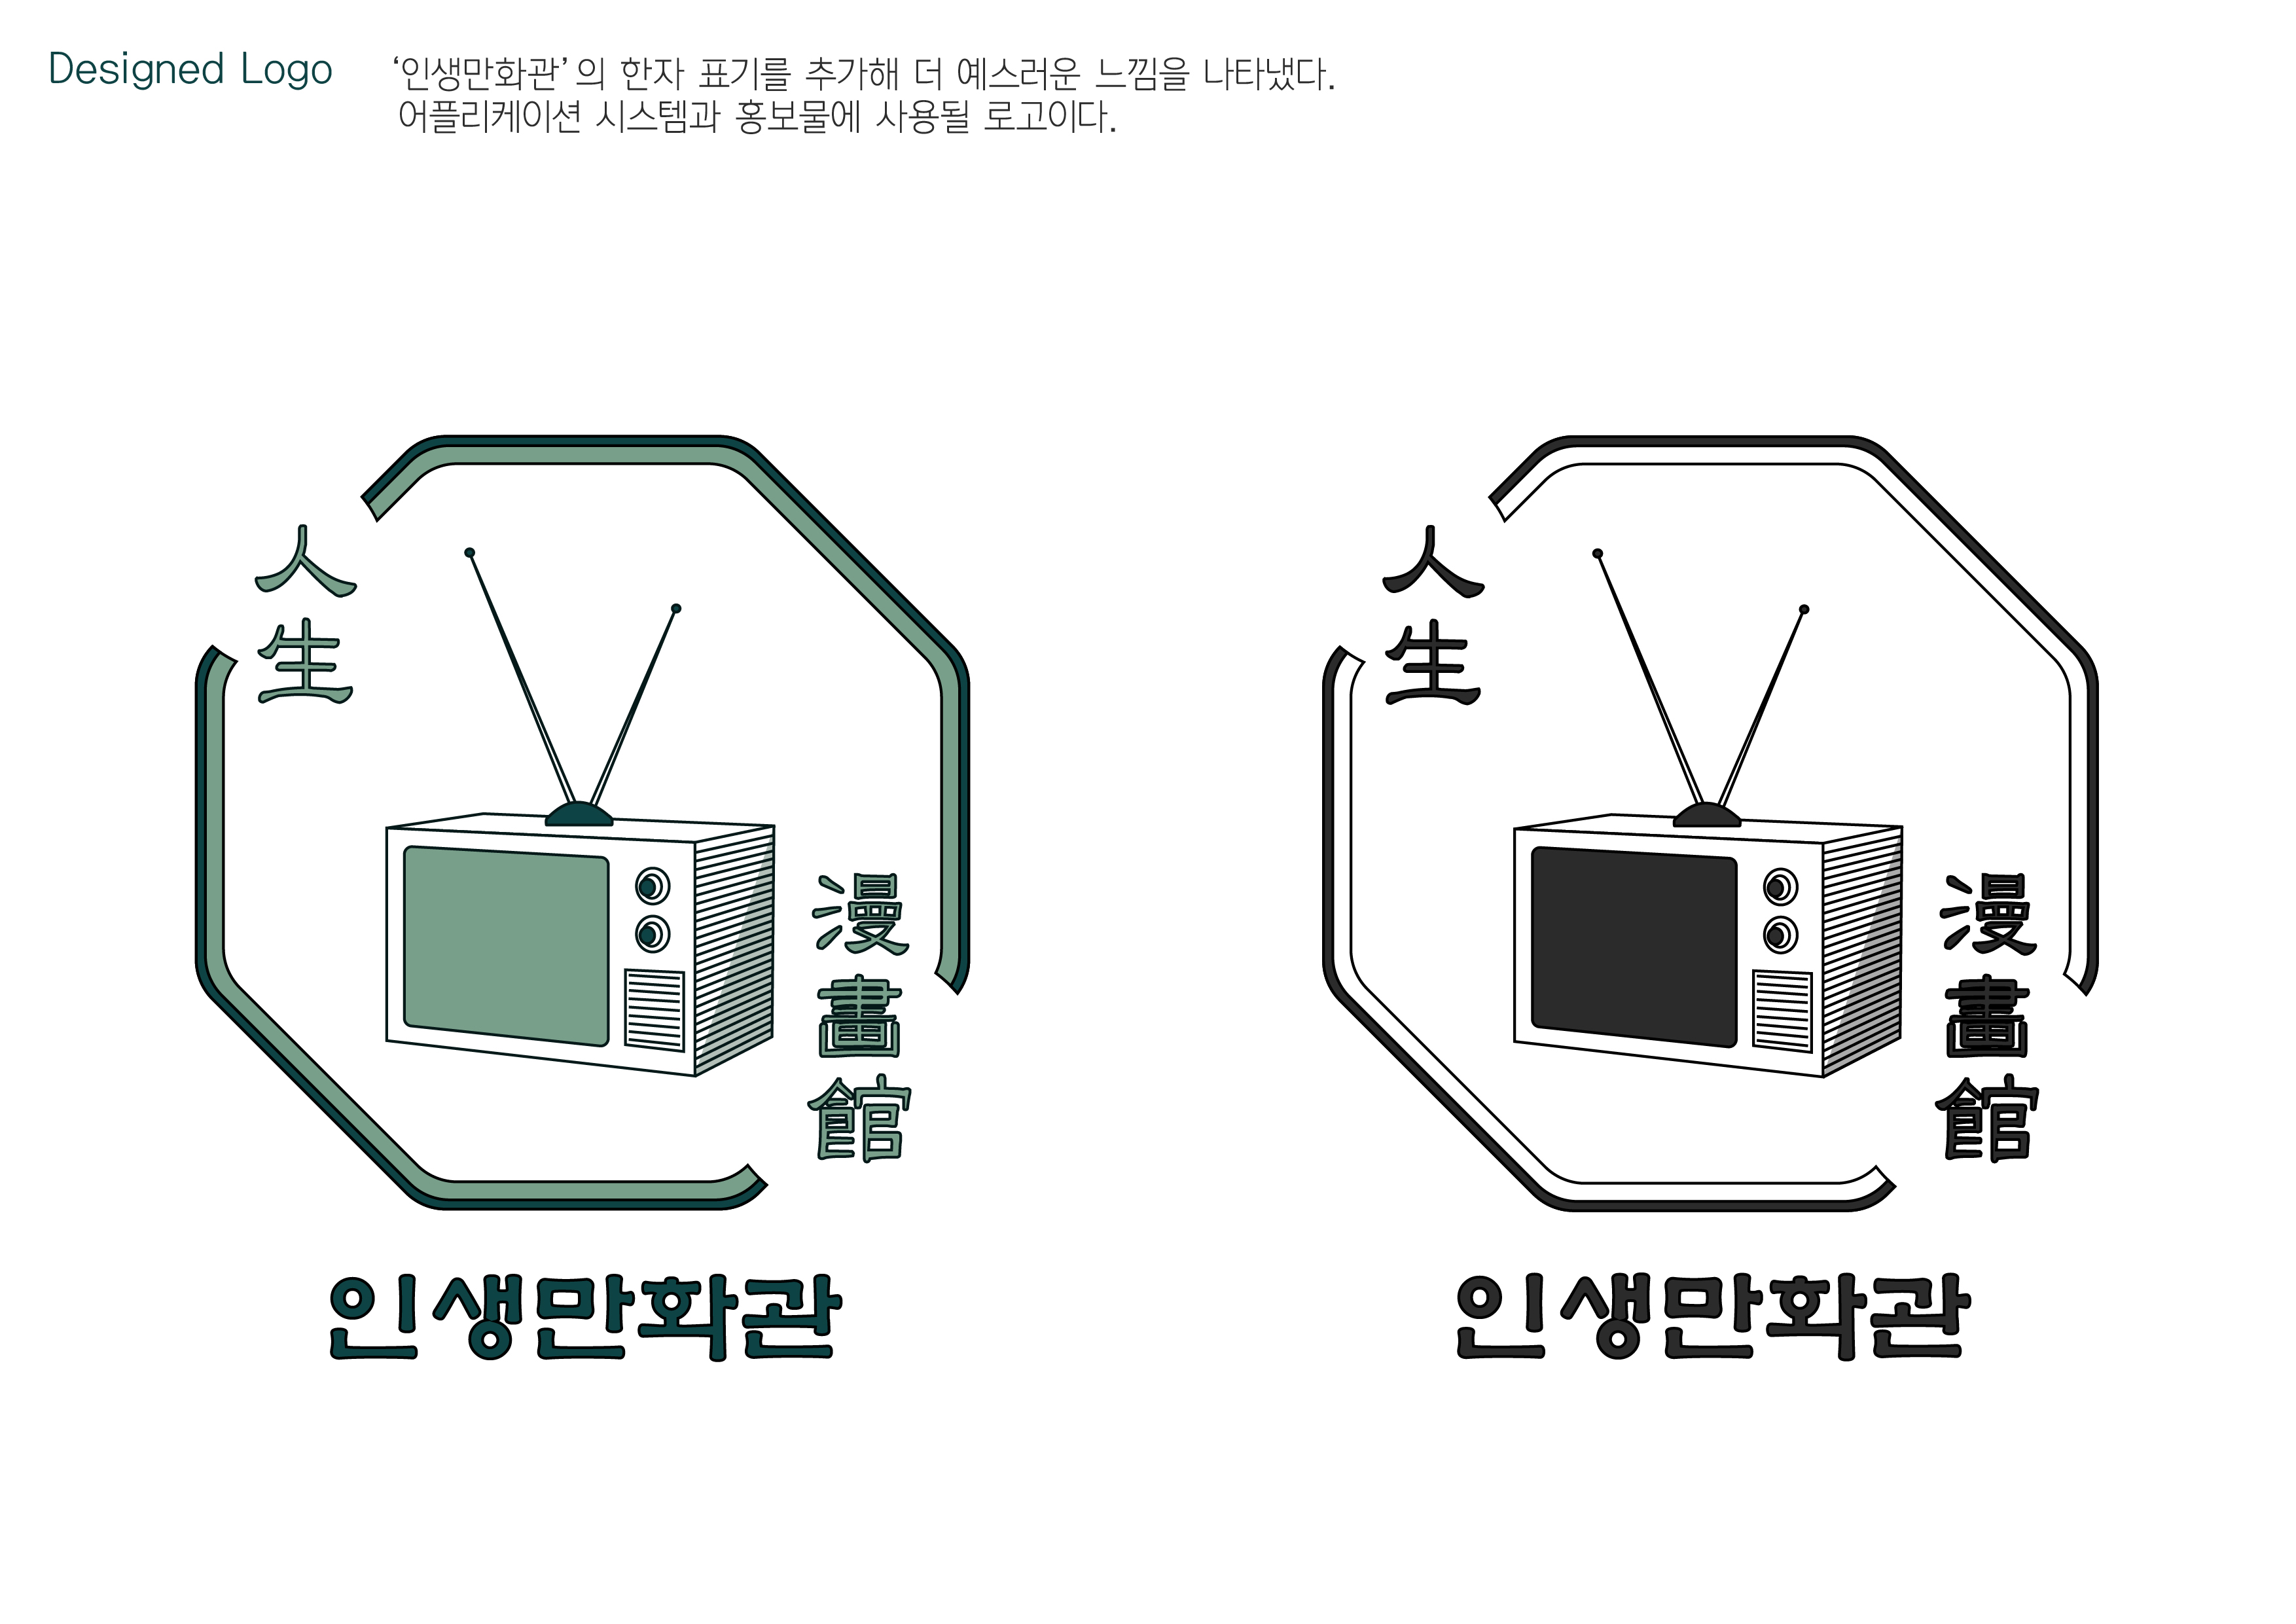 Designed Logo
‘인생만화관’의 한자 표기를 추가해 더 예스러운 느낌을 나타냈다.
어플리케이션 시스템과 홍보물에 사용될 로고이다.
人生
漫畫館
인생만화관
人生
漫畫館
인생만화관